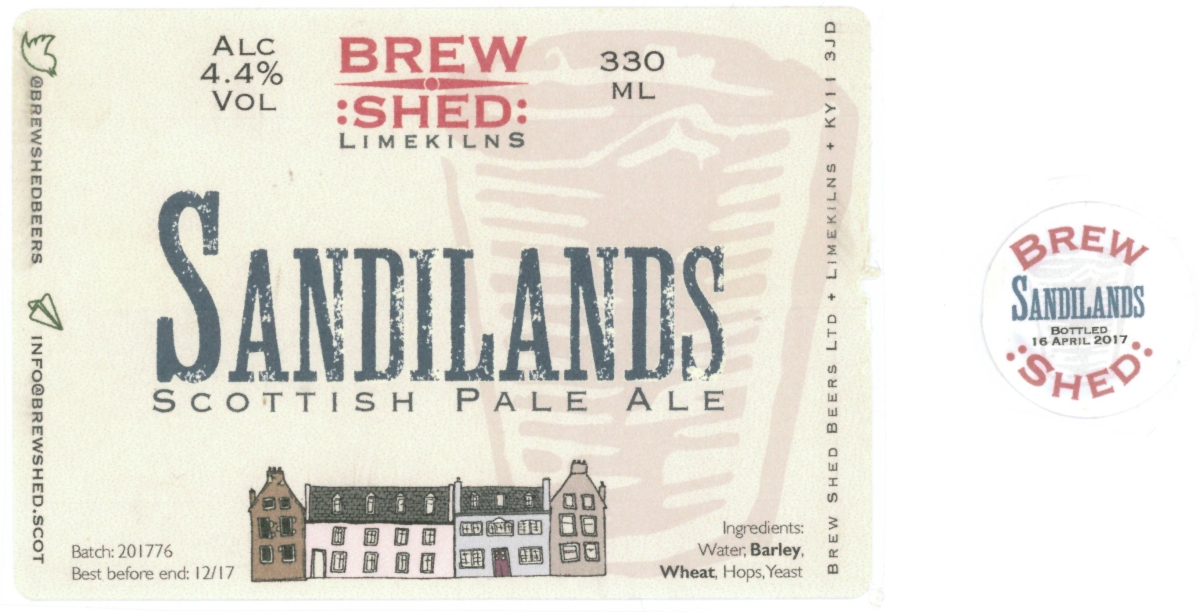 @BREWSHEDBEERS
INFO@BREWSHED.SCOT
ALC
4.4%
VOL
BREW
:SHED:
LIMEKILNS
330
ML
SANDILANDS
SCOTTISH PALE ALE
Batch: 201776
Best before end: 12/17
Ingredients:
Water, Barley,
Wheat, Hops,Yeast
BREW SHED BEERS LTD + LIMEKILNS + KY11 3JD
BREW
SANDILANDS
BOTTLED
16 APRIL 2017
:SHED: